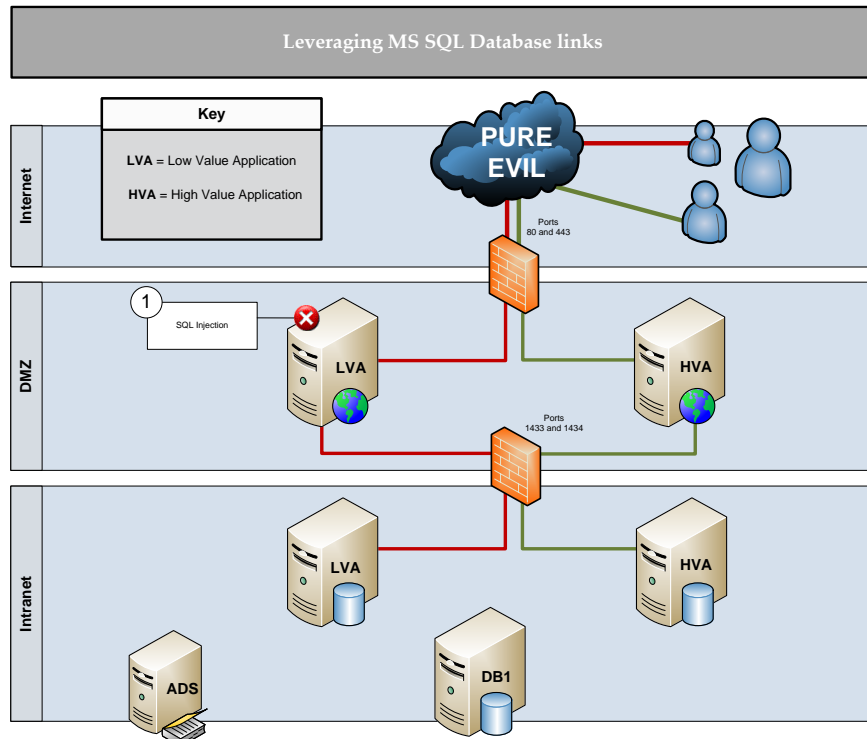 Leveraging MS SQL Database links
Key
LVA = Low Value Application
HVA = High Value Application
Internet
PURE
EVIL
Ports
80 and 443
DMZ
1
SQL Injection
LVA
HVA
Ports
1433 and 1434
Intranet
LVA
HVA
ADS
DB1